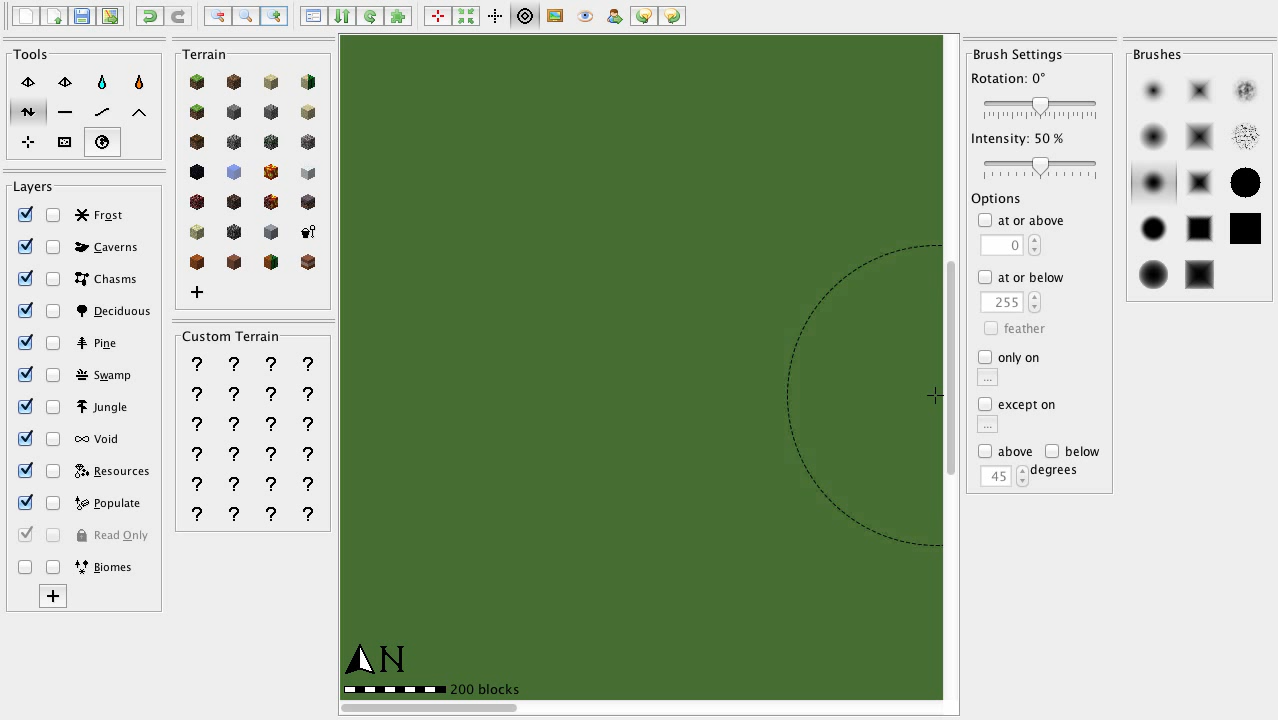 Tools
Layers
Frost
Caverns
Chasms
Deciduous
Pine
Swamp
Jungle
Void
Resources
Populate
Read Only
Biomes
+
Terrain
+
Custom Terrain
? ? ? ?
? ? ? ?
? ? ? ?
? ? ? ?
? ? ? ?
? ? ? ?
N
200 blocks
Brush Settings
Rotation: 0°
Intensity: 50 %
Options
at or above
0
at or below
255
feather
only on
...
except on
...
above below
45 degrees
Brushes